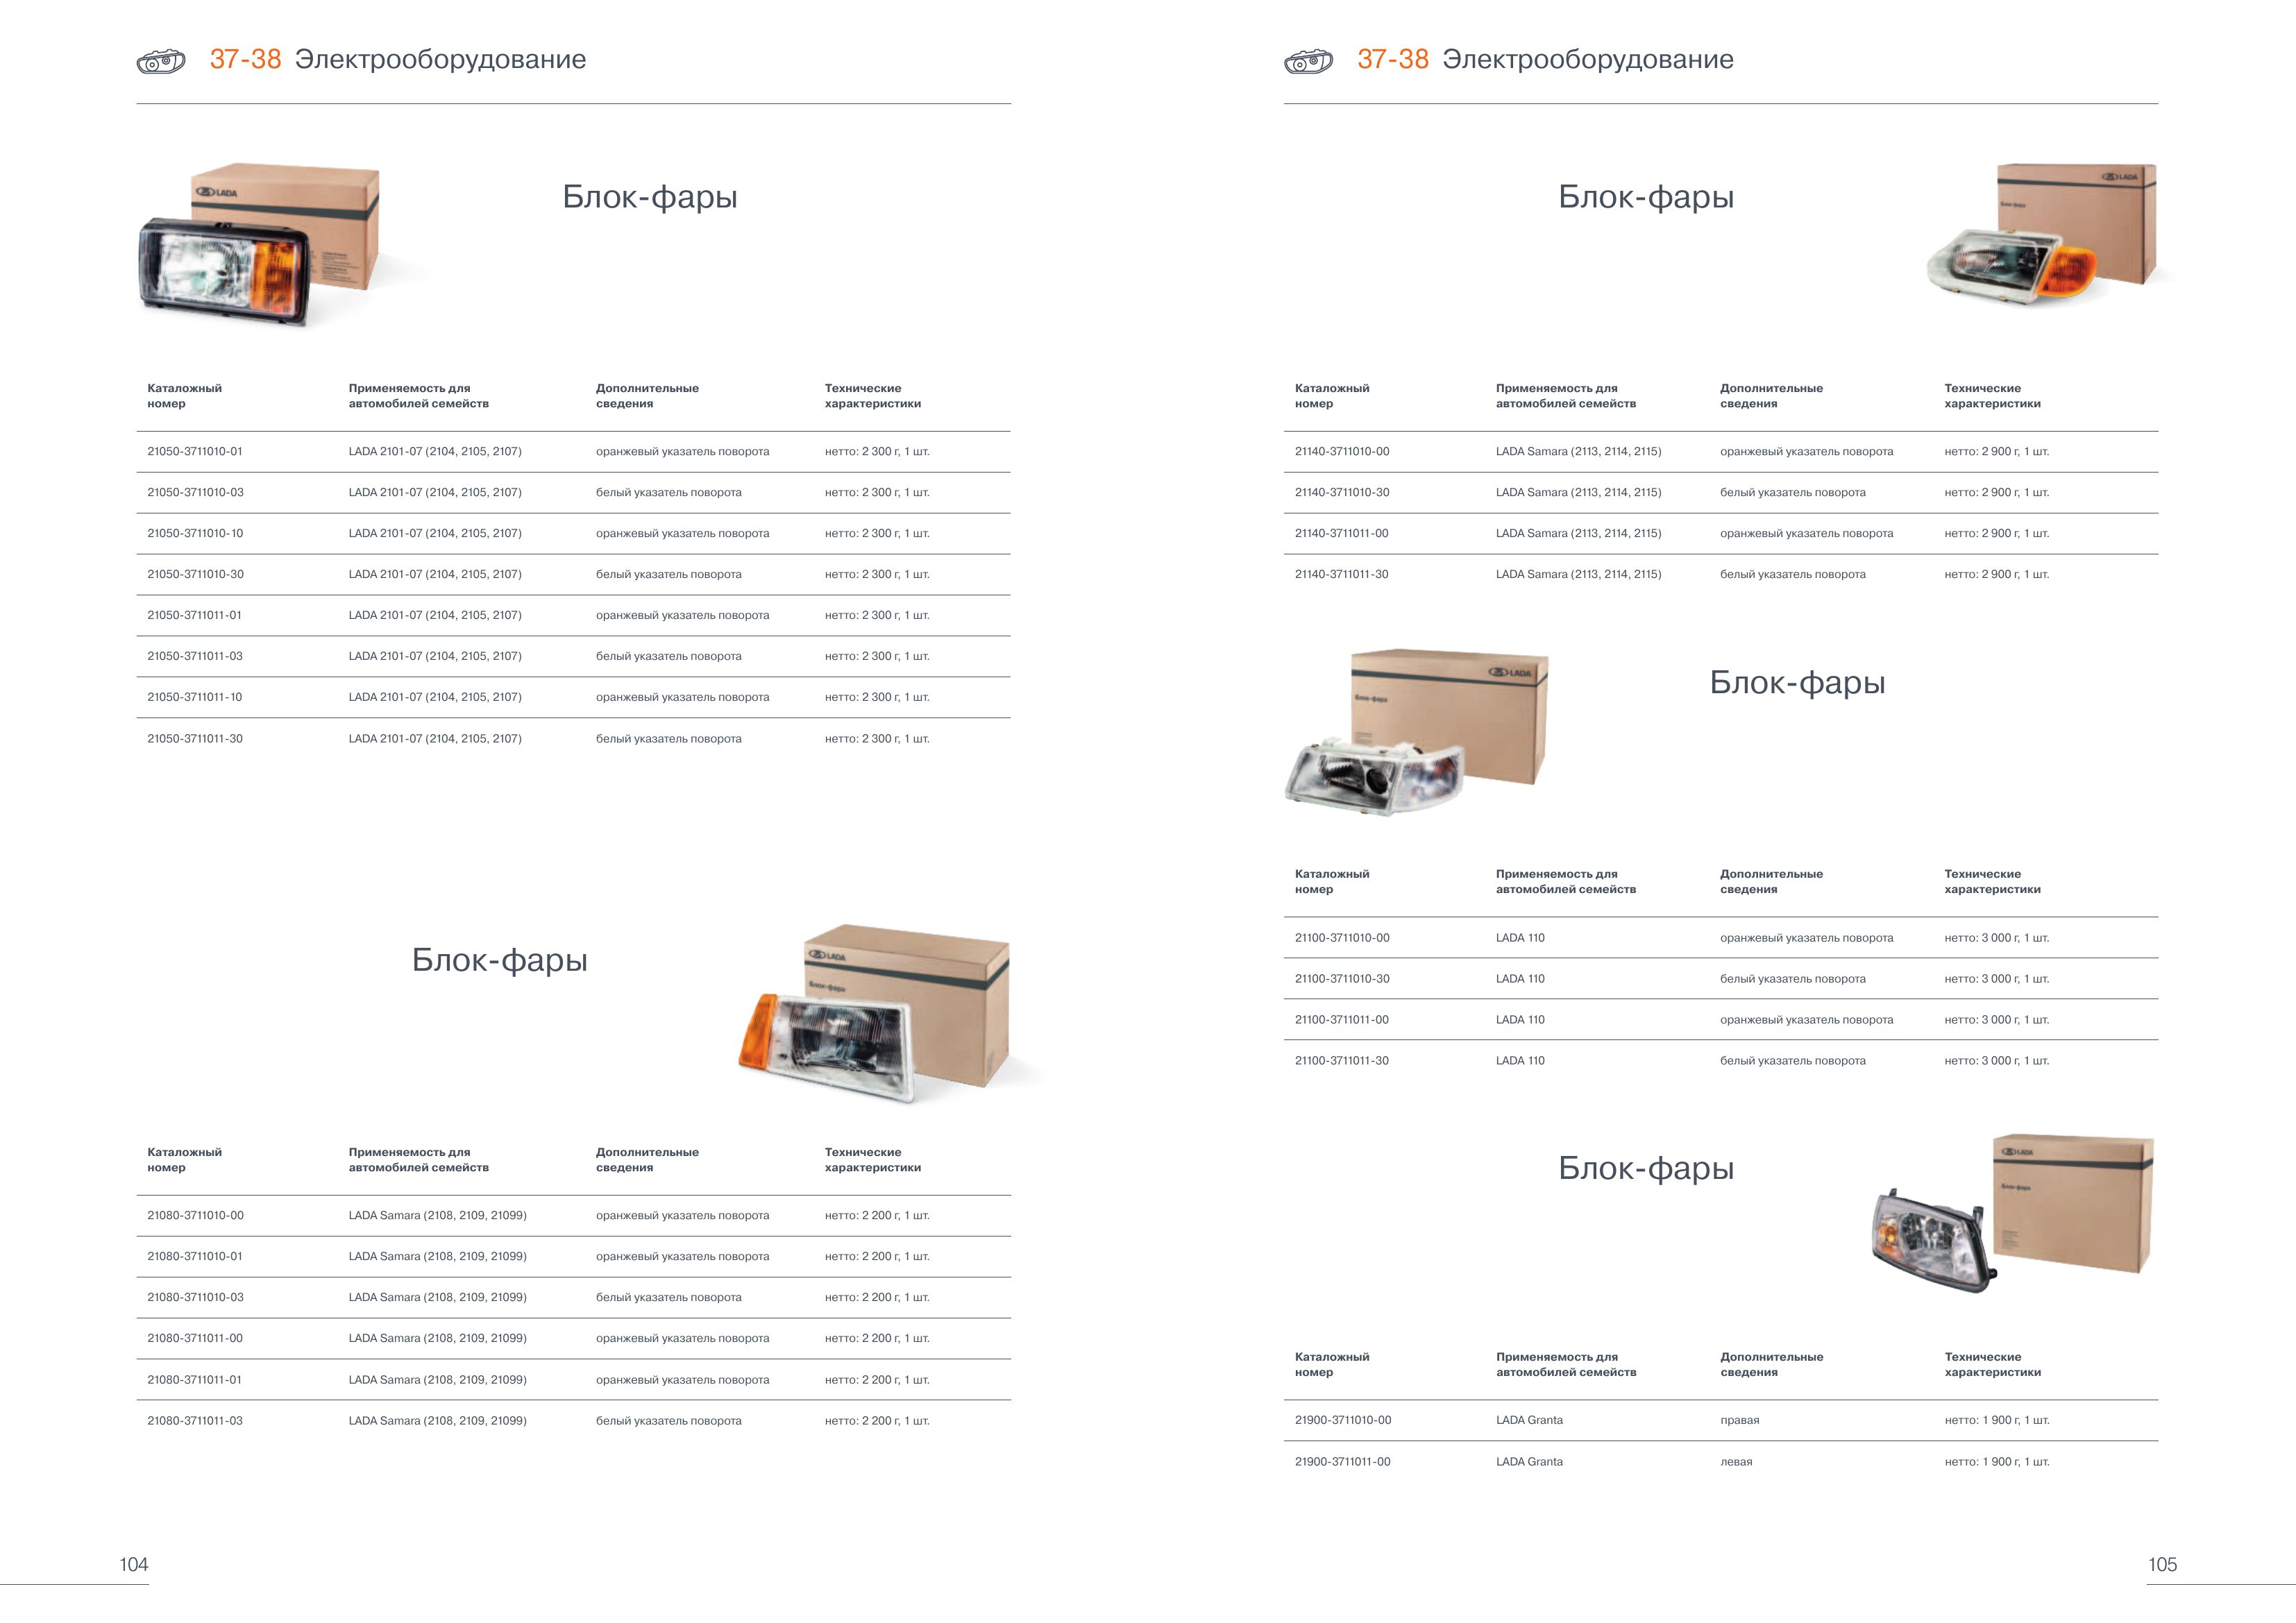 37-38 Электрооборудование
LADA
Блок-фары
Каталожный номер Применяемость для автомобилей семейств Дополнительные сведения Технические характеристики
21050-3711010-01 LADA 2101-07 (2104, 2105, 2107) оранжевый указатель поворота нетто: 2 300 г, 1 шт.
21050-3711010-03 LADA 2101-07 (2104, 2105, 2107) белый указатель поворота нетто: 2 300 г, 1 шт.
21050-3711010-10 LADA 2101-07 (2104, 2105, 2107) оранжевый указатель поворота нетто: 2 300 г, 1 шт.
21050-3711010-30 LADA 2101-07 (2104, 2105, 2107) белый указатель поворота нетто: 2 300 г, 1 шт.
21050-3711011-01 LADA 2101-07 (2104, 2105, 2107) оранжевый указатель поворота нетто: 2 300 г, 1 шт.
21050-3711011-03 LADA 2101-07 (2104, 2105, 2107) белый указатель поворота нетто: 2 300 г, 1 шт.
21050-3711011-10 LADA 2101-07 (2104, 2105, 2107) оранжевый указатель поворота нетто: 2 300 г, 1 шт.
21050-3711011-30 LADA 2101-07 (2104, 2105, 2107) белый указатель поворота нетто: 2 300 г, 1 шт.
Блок-фары
LADA
Блок-фара
Каталожный номер Применяемость для автомобилей семейств Дополнительные сведения Технические характеристики
21080-3711010-00 LADA Samara (2108, 2109, 21099) оранжевый указатель поворота нетто: 2 200 г, 1 шт.
21080-3711010-01 LADA Samara (2108, 2109, 21099) оранжевый указатель поворота нетто: 2 200 г, 1 шт.
21080-3711010-03 LADA Samara (2108, 2109, 21099) белый указатель поворота нетто: 2 200 г, 1 шт.
21080-3711011-00 LADA Samara (2108, 2109, 21099) оранжевый указатель поворота нетто: 2 200 г, 1 шт.
21080-3711011-01 LADA Samara (2108, 2109, 21099) оранжевый указатель поворота нетто: 2 200 г, 1 шт.
21080-3711011-03 LADA Samara (2108, 2109, 21099) белый указатель поворота нетто: 2 200 г, 1 шт.
104
37-38 Электрооборудование
Блок-фары
LADA
Блок-фара
Каталожный номер Применяемость для автомобилей семейств Дополнительные сведения Технические характеристики
21140-3711010-00 LADA Samara (2113, 2114, 2115) оранжевый указатель поворота нетто: 2 900 г, 1 шт.
21140-3711010-30 LADA Samara (2113, 2114, 2115) белый указатель поворота нетто: 2 900 г, 1 шт.
21140-3711011-00 LADA Samara (2113, 2114, 2115) оранжевый указатель поворота нетто: 2 900 г, 1 шт.
21140-3711011-30 LADA Samara (2113, 2114, 2115) белый указатель поворота нетто: 2 900 г, 1 шт.
LADA
Блок-фара
Блок-фары
Каталожный номер Применяемость для автомобилей семейств Дополнительные сведения Технические характеристики
21100-3711010-00 LADA 110 оранжевый указатель поворота нетто: 3 000 г, 1 шт.
21100-3711010-30 LADA 110 белый указатель поворота нетто: 3 000 г, 1 шт.
21100-3711011-00 LADA 110 оранжевый указатель поворота нетто: 3 000 г, 1 шт.
21100-3711011-30 LADA 110 белый указатель поворота нетто: 3 000 г, 1 шт.
Блок-фары
LADA
Блок-фара
Каталожный номер Применяемость для автомобилей семейств Дополнительные сведения Технические характеристики
21900-3711010-00 LADA Granta правая нетто: 1 900 г, 1 шт.
21900-3711011-00 LADA Granta левая нетто: 1 900 г, 1 шт.
105